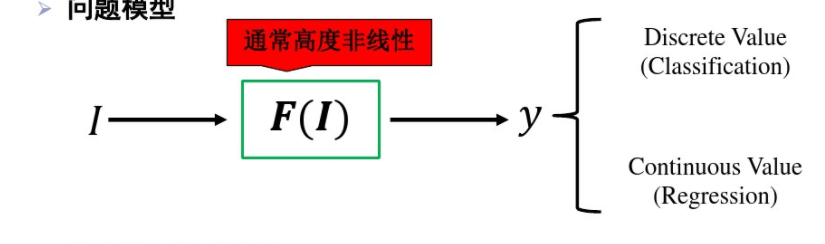 ➤ 问题模型
通常高度非线性
I
F(I)
y
Discrete Value
(Classification)
Continuous Value
(Regression)